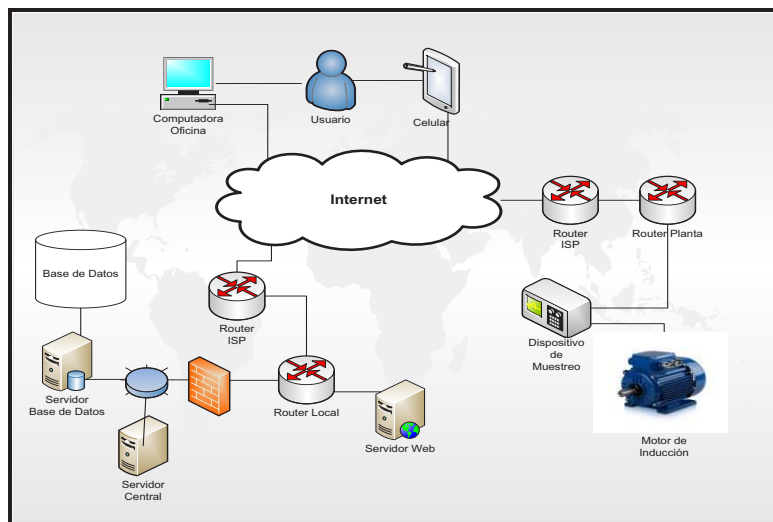 Computadora
Oficina
Usuario
Celular
Internet
Router
ISP
Router Planta
Base de Datos
Router
ISP
Dispositivo
de
Muestreo
Servidor
Base de Datos
Router Local
Servidor Web
Motor de
Inducción
Servidor
Central